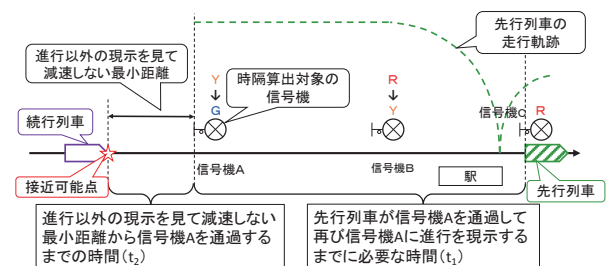 進行以外の現示を見て
減速しない最小距離
先行列車の
走行軌跡
Y
↓
G
時隔算出対象の
信号機
R
↓
Y
信号機C
R
続行列車
接近可能点
信号機A
信号機B
駅
先行列車
進行以外の現示を見て減速しない
最小距離から信号機Aを通過する
までの時間(t₂)
先行列車が信号機Aを通過して
再び信号機Aに進行を現示する
までに必要な時間(t₁)